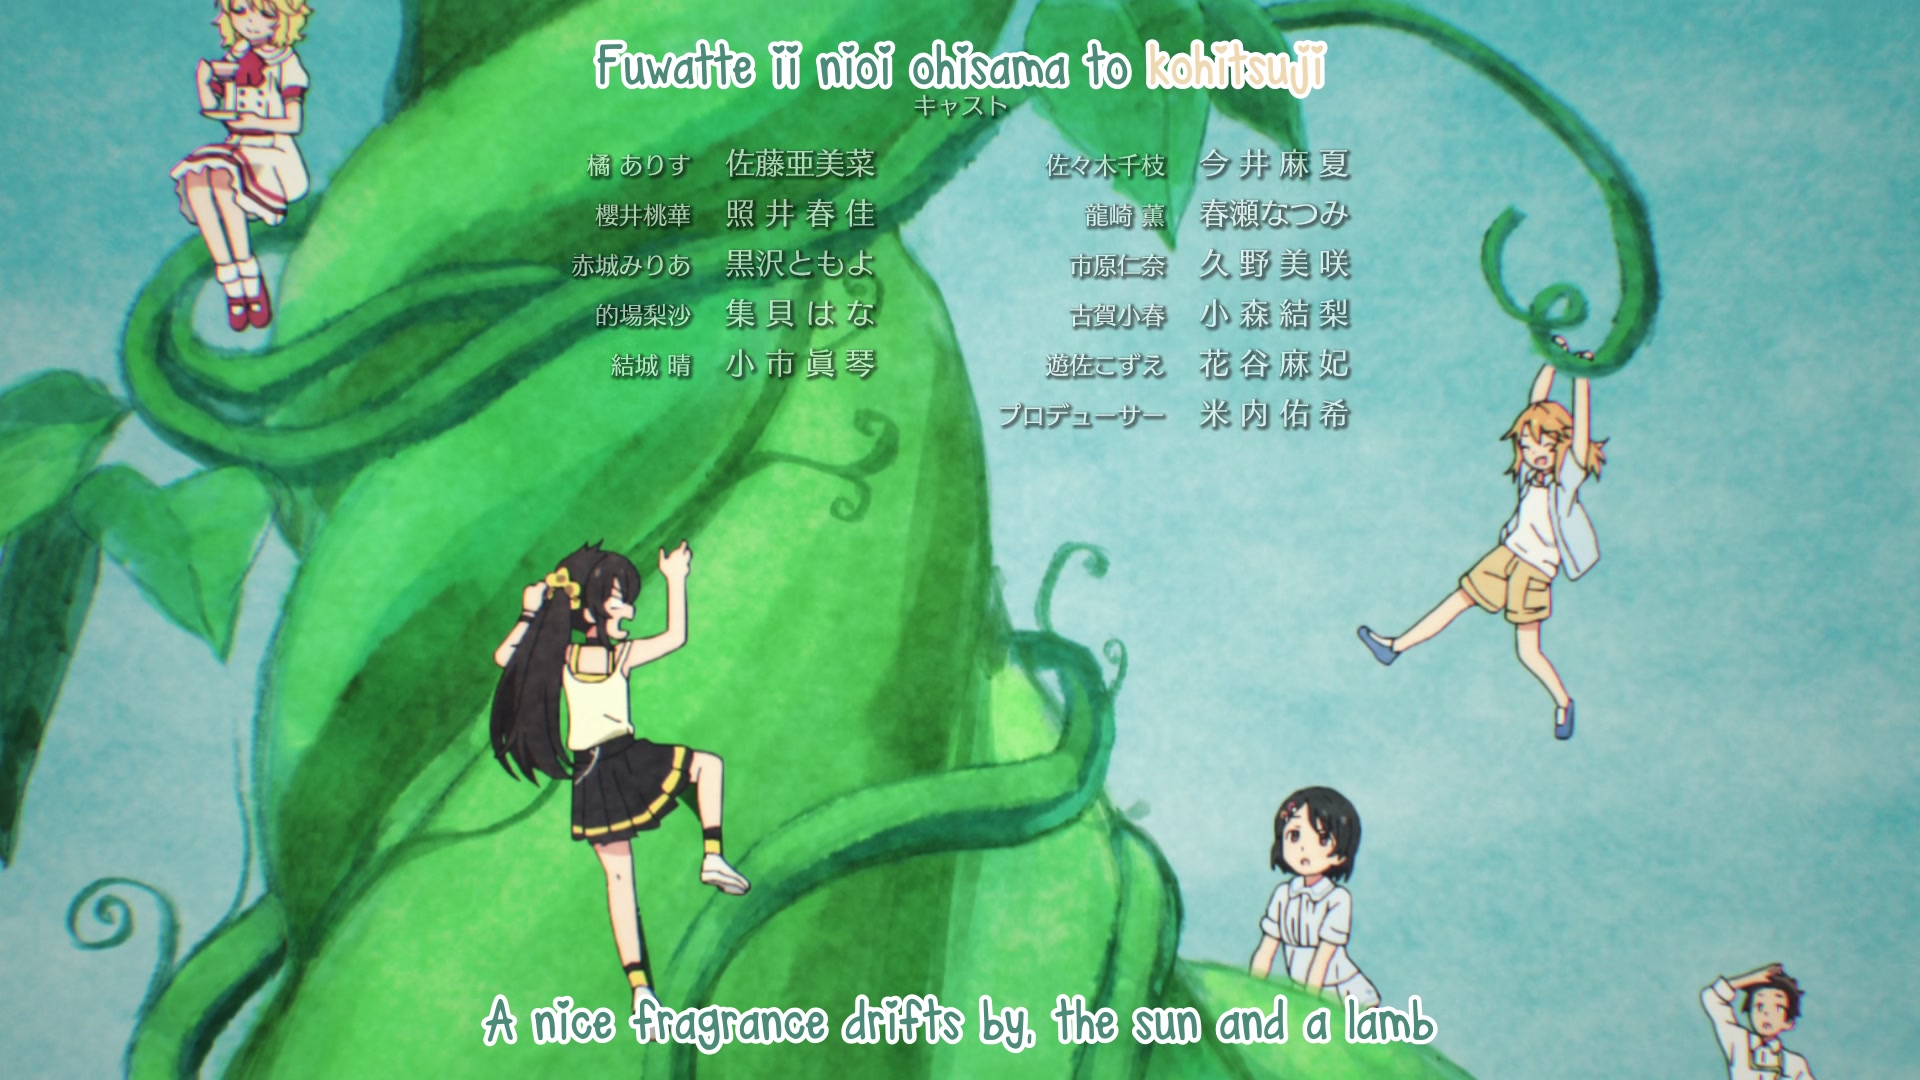 Fuwatte ii nioi ohisama to kohitsuji
キャスト
橘 ありす 佐藤亜美菜
櫻井桃華 照井春佳
赤城みりあ 黒沢ともよ
的場梨沙 集貝はな
結城 晴 小市眞琴
佐々木千枝 今井麻夏
龍崎 薫 春瀬なつみ
市原仁奈 久野美咲
古賀小春 小森結梨
遊佐こずえ 花谷麻妃
プロデューサー 米内佑希
A nice fragrance drifts by, the sun and a lamb